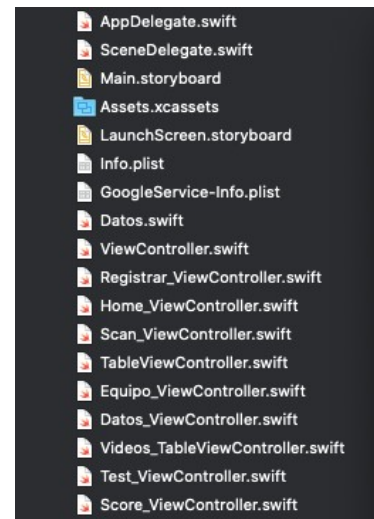 AppDelegate.swift
SceneDelegate.swift
Main.storyboard
Assets.xcassets
LaunchScreen.storyboard
Info.plist
GoogleService-Info.plist
Datos.swift
ViewController.swift
Registrar_ViewController.swift
Home_ViewController.swift
Scan_ViewController.swift
TableViewController.swift
Equipo_ViewController.swift
Datos_ViewController.swift
Videos_TableViewController.swift
Test_ViewController.swift
Score_ViewController.swift